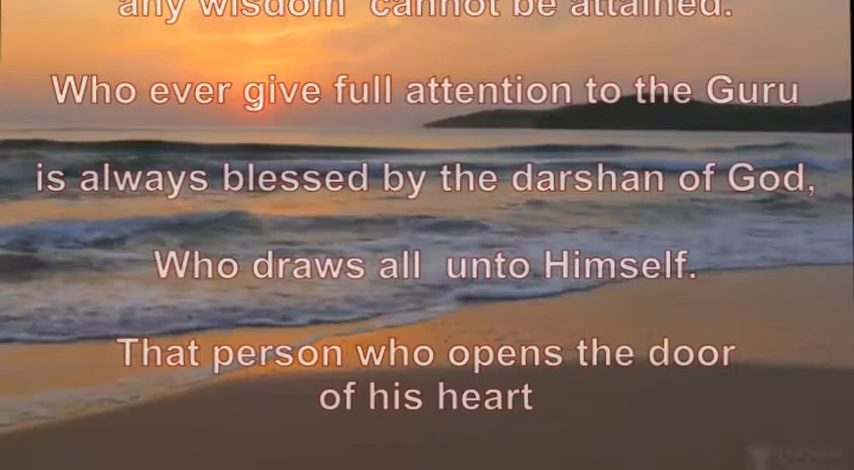 any wisdom cannot be attained.
Who ever give full attention to the Guru
is always blessed by the darshan of God,
Who draws all unto Himself.
That person who opens the door
of his heart